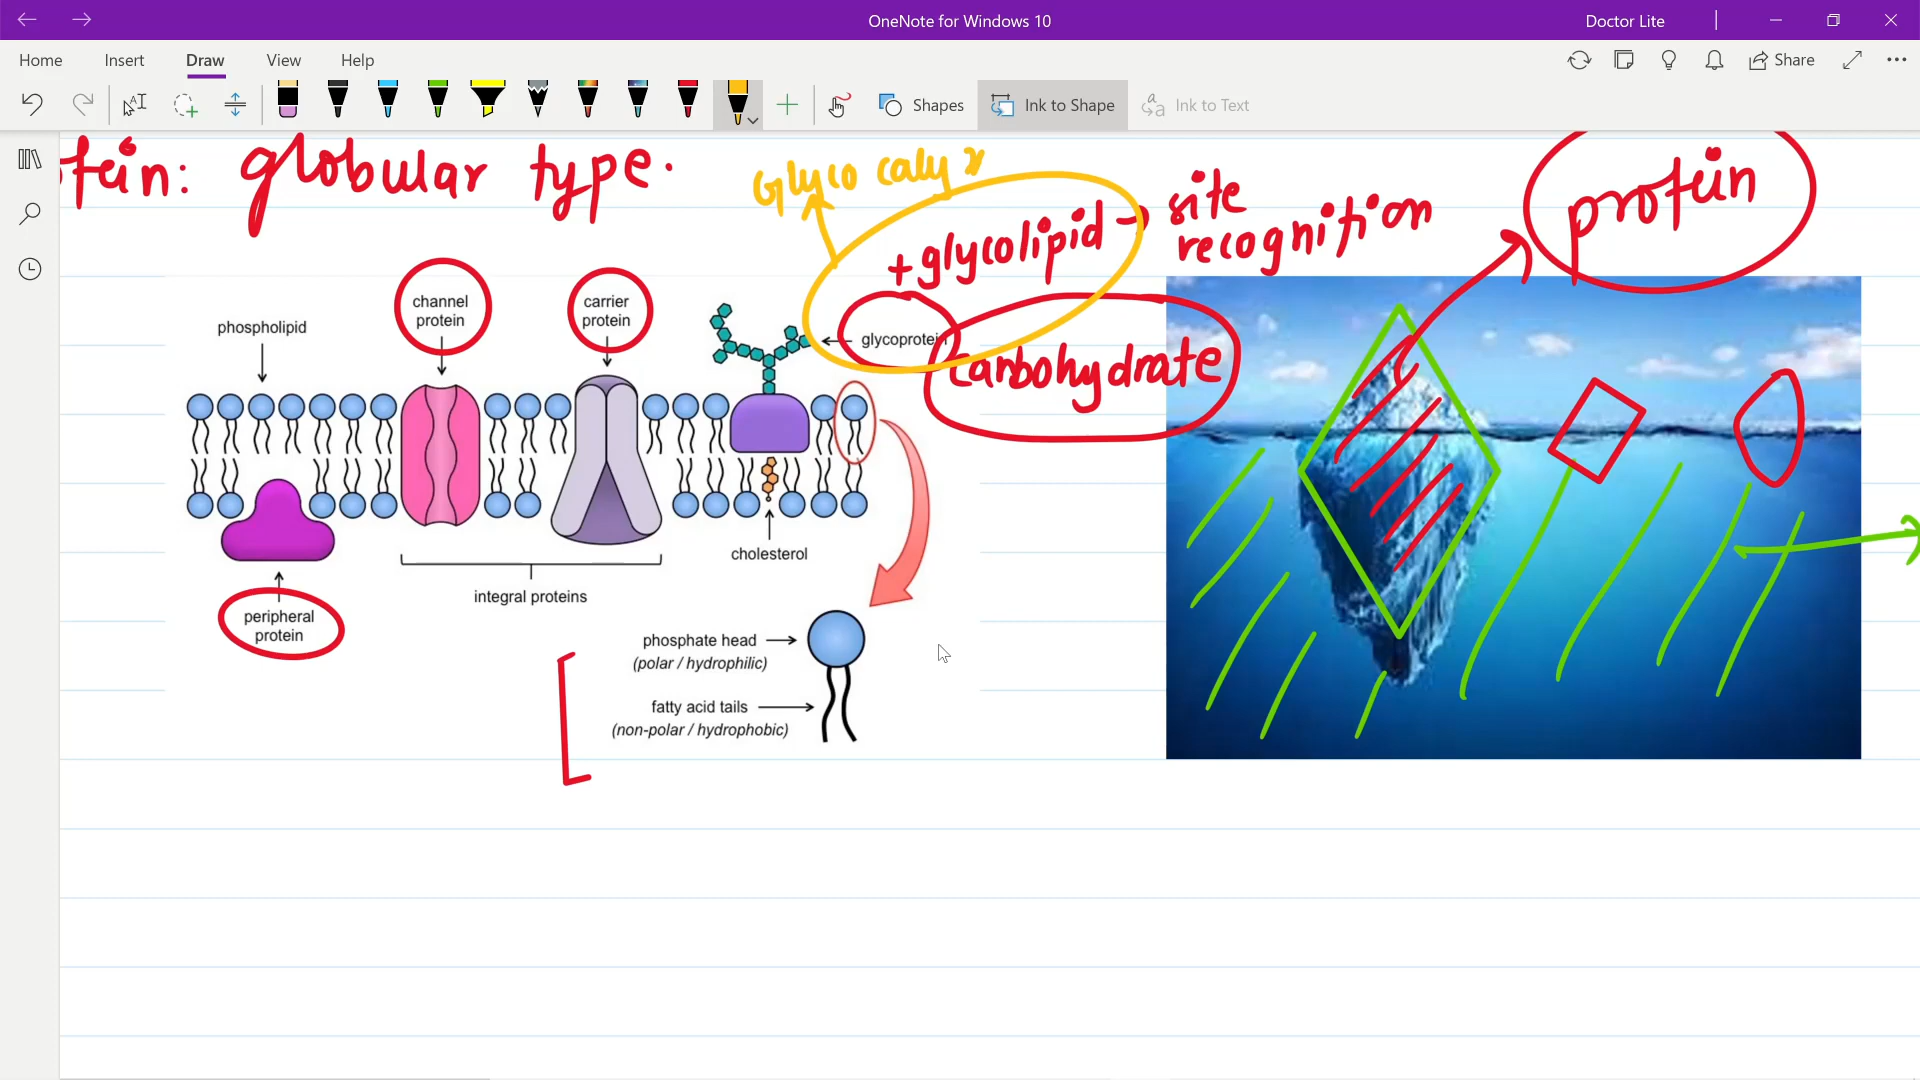 OneNote for Windows 10
Doctor Lite
Home Insert Draw View Help
Share
Shapes
Ink to Shape
Ink to Text
tein: globular type.
Glyco calyx
+glycolipid → site
recognition
protein
phospholipid
channel
protein
carrier
protein
glycoprotein
carbohydrate
cholesterol
integral proteins
peripheral
protein
phosphate head
(polar / hydrophilic)
fatty acid tails
(non-polar / hydrophobic)